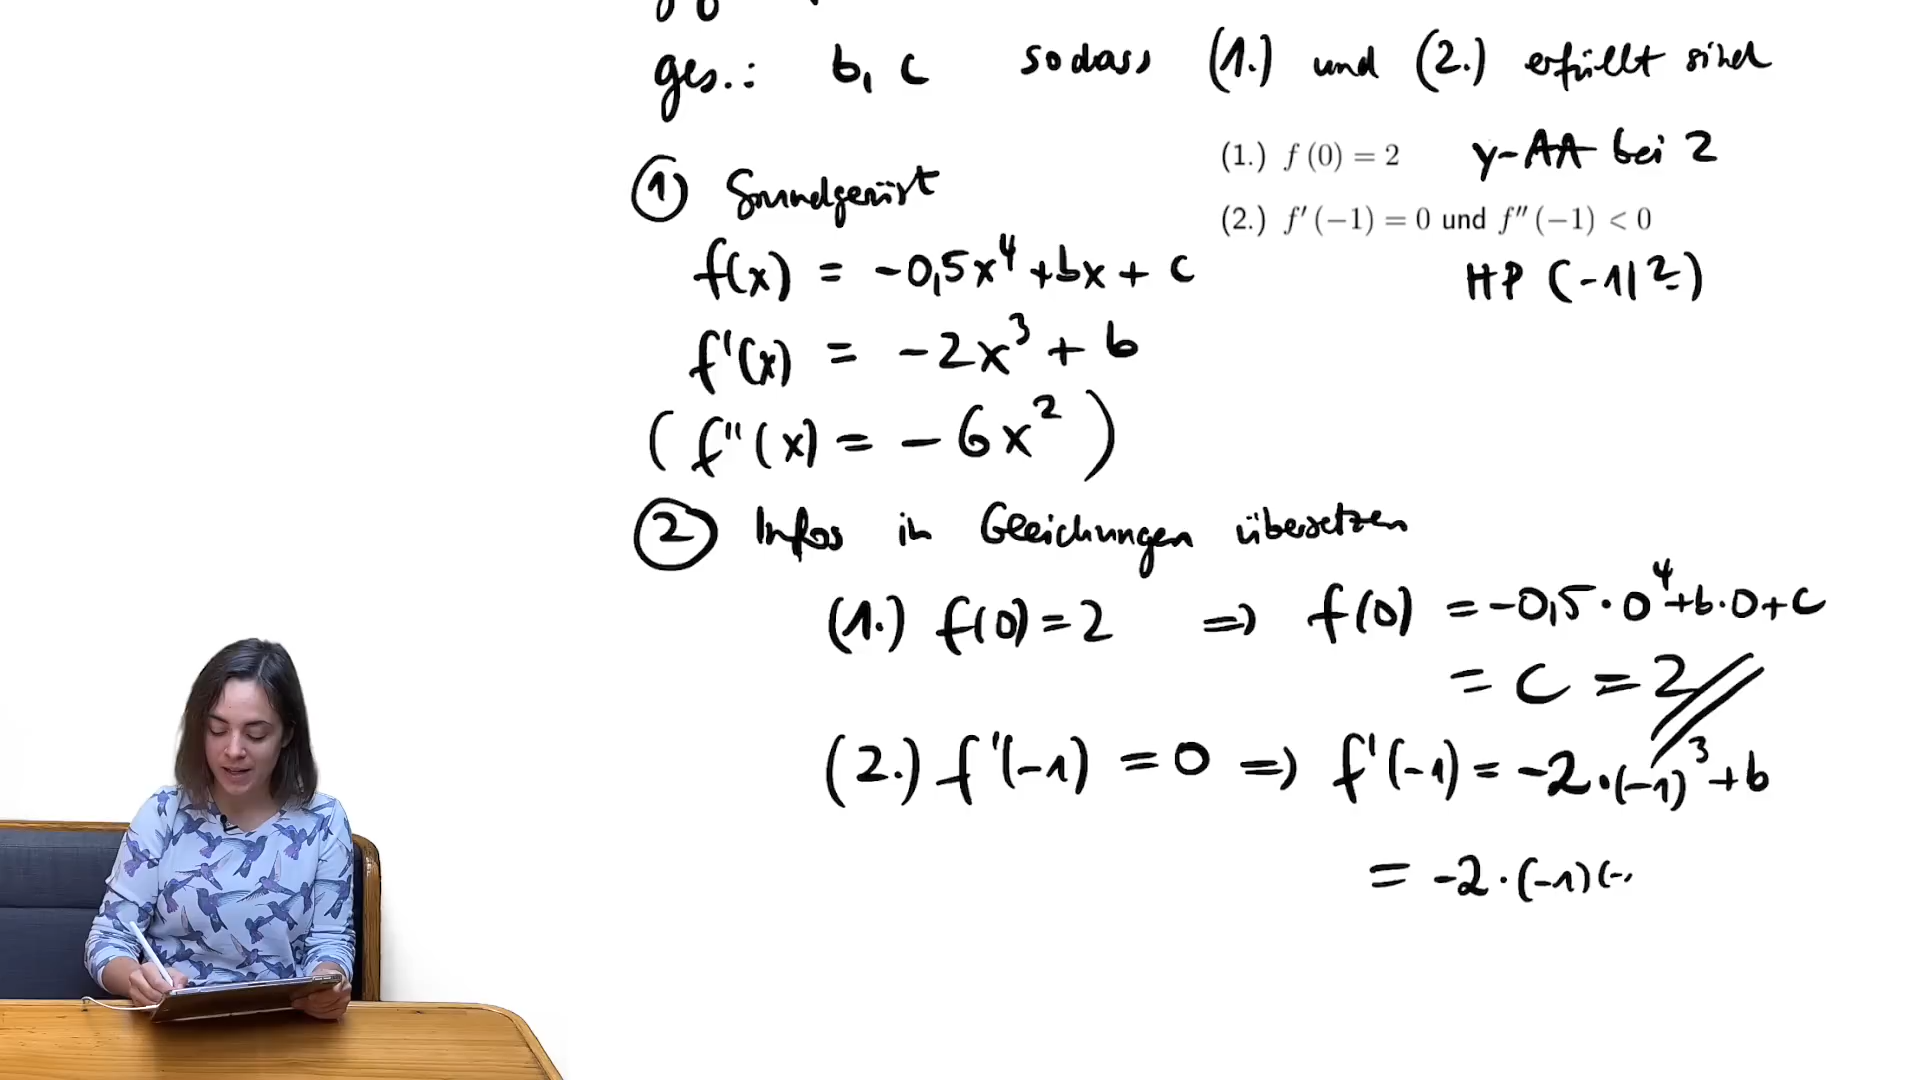 ges.: b, c sodass (1.) und (2.) erfüllt sind
(1.) f (0) = 2 y-AA bei 2
(2.) f′ (−1) = 0 und f″ (−1) < 0
HP (-1|?)
① Grundgerüst
f(x) = -0,5x⁴ + bx + c
f'(x) = -2x³ + b
( f''(x) = - 6x² )
② Infos in Gleichungen übersetzen
(1.) f(0) = 2 ⇒ f(0) = -0,5·0⁴+b·0+c
= c = 2
(2.) f'(-1) = 0 ⇒ f'(-1) = -2·(-1)³+b
= -2·(-1)(-